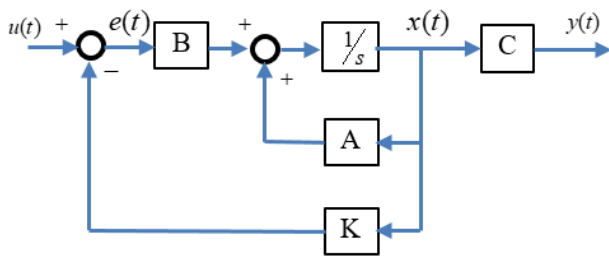 u(t) + e(t) B + 1/s x(t) C y(t)
−
+
A
K